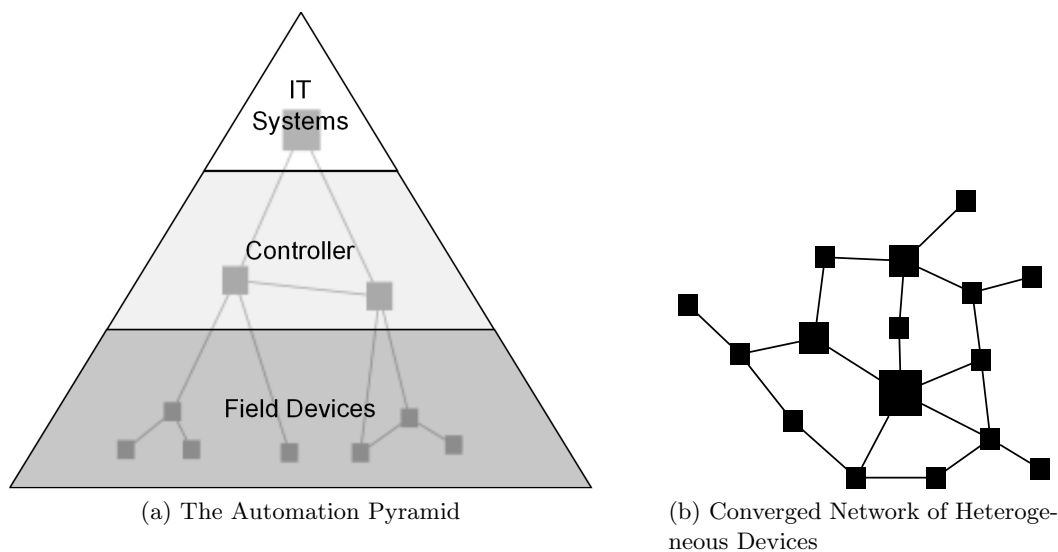 IT
Systems
Controller
Field Devices
(a) The Automation Pyramid
(b) Converged Network of Heteroge-
neous Devices